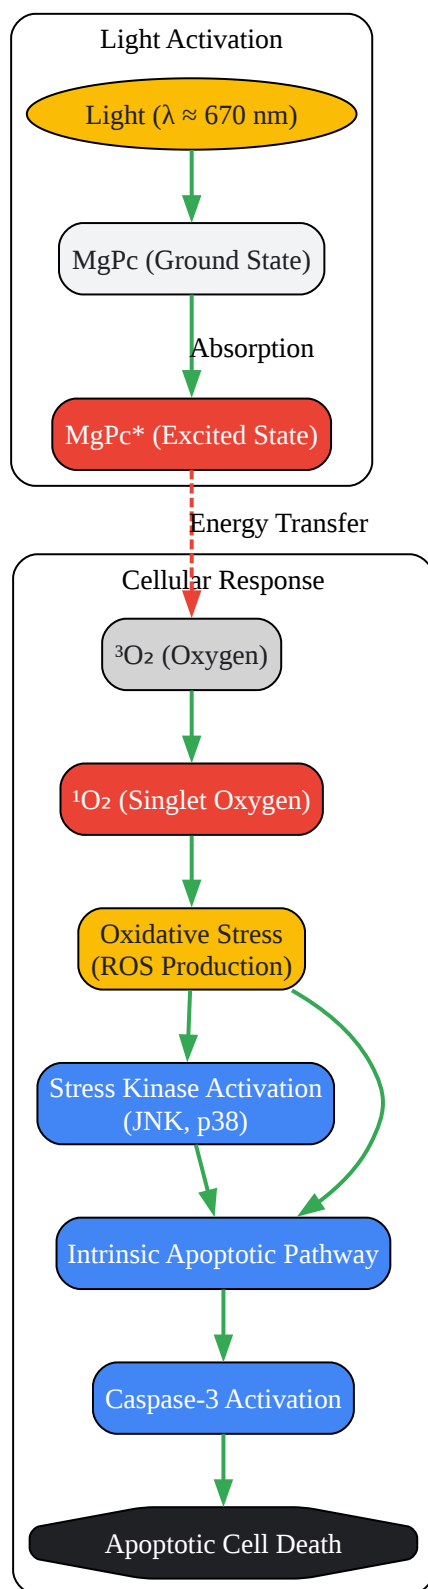 Light Activation
Light (λ ≈ 670 nm)
MgPc (Ground State)
Absorption
MgPc* (Excited State)
Energy Transfer
Cellular Response
³O₂ (Oxygen)
¹O₂ (Singlet Oxygen)
Oxidative Stress
(ROS Production)
Stress Kinase Activation
(JNK, p38)
Intrinsic Apoptotic Pathway
Caspase-3 Activation
Apoptotic Cell Death